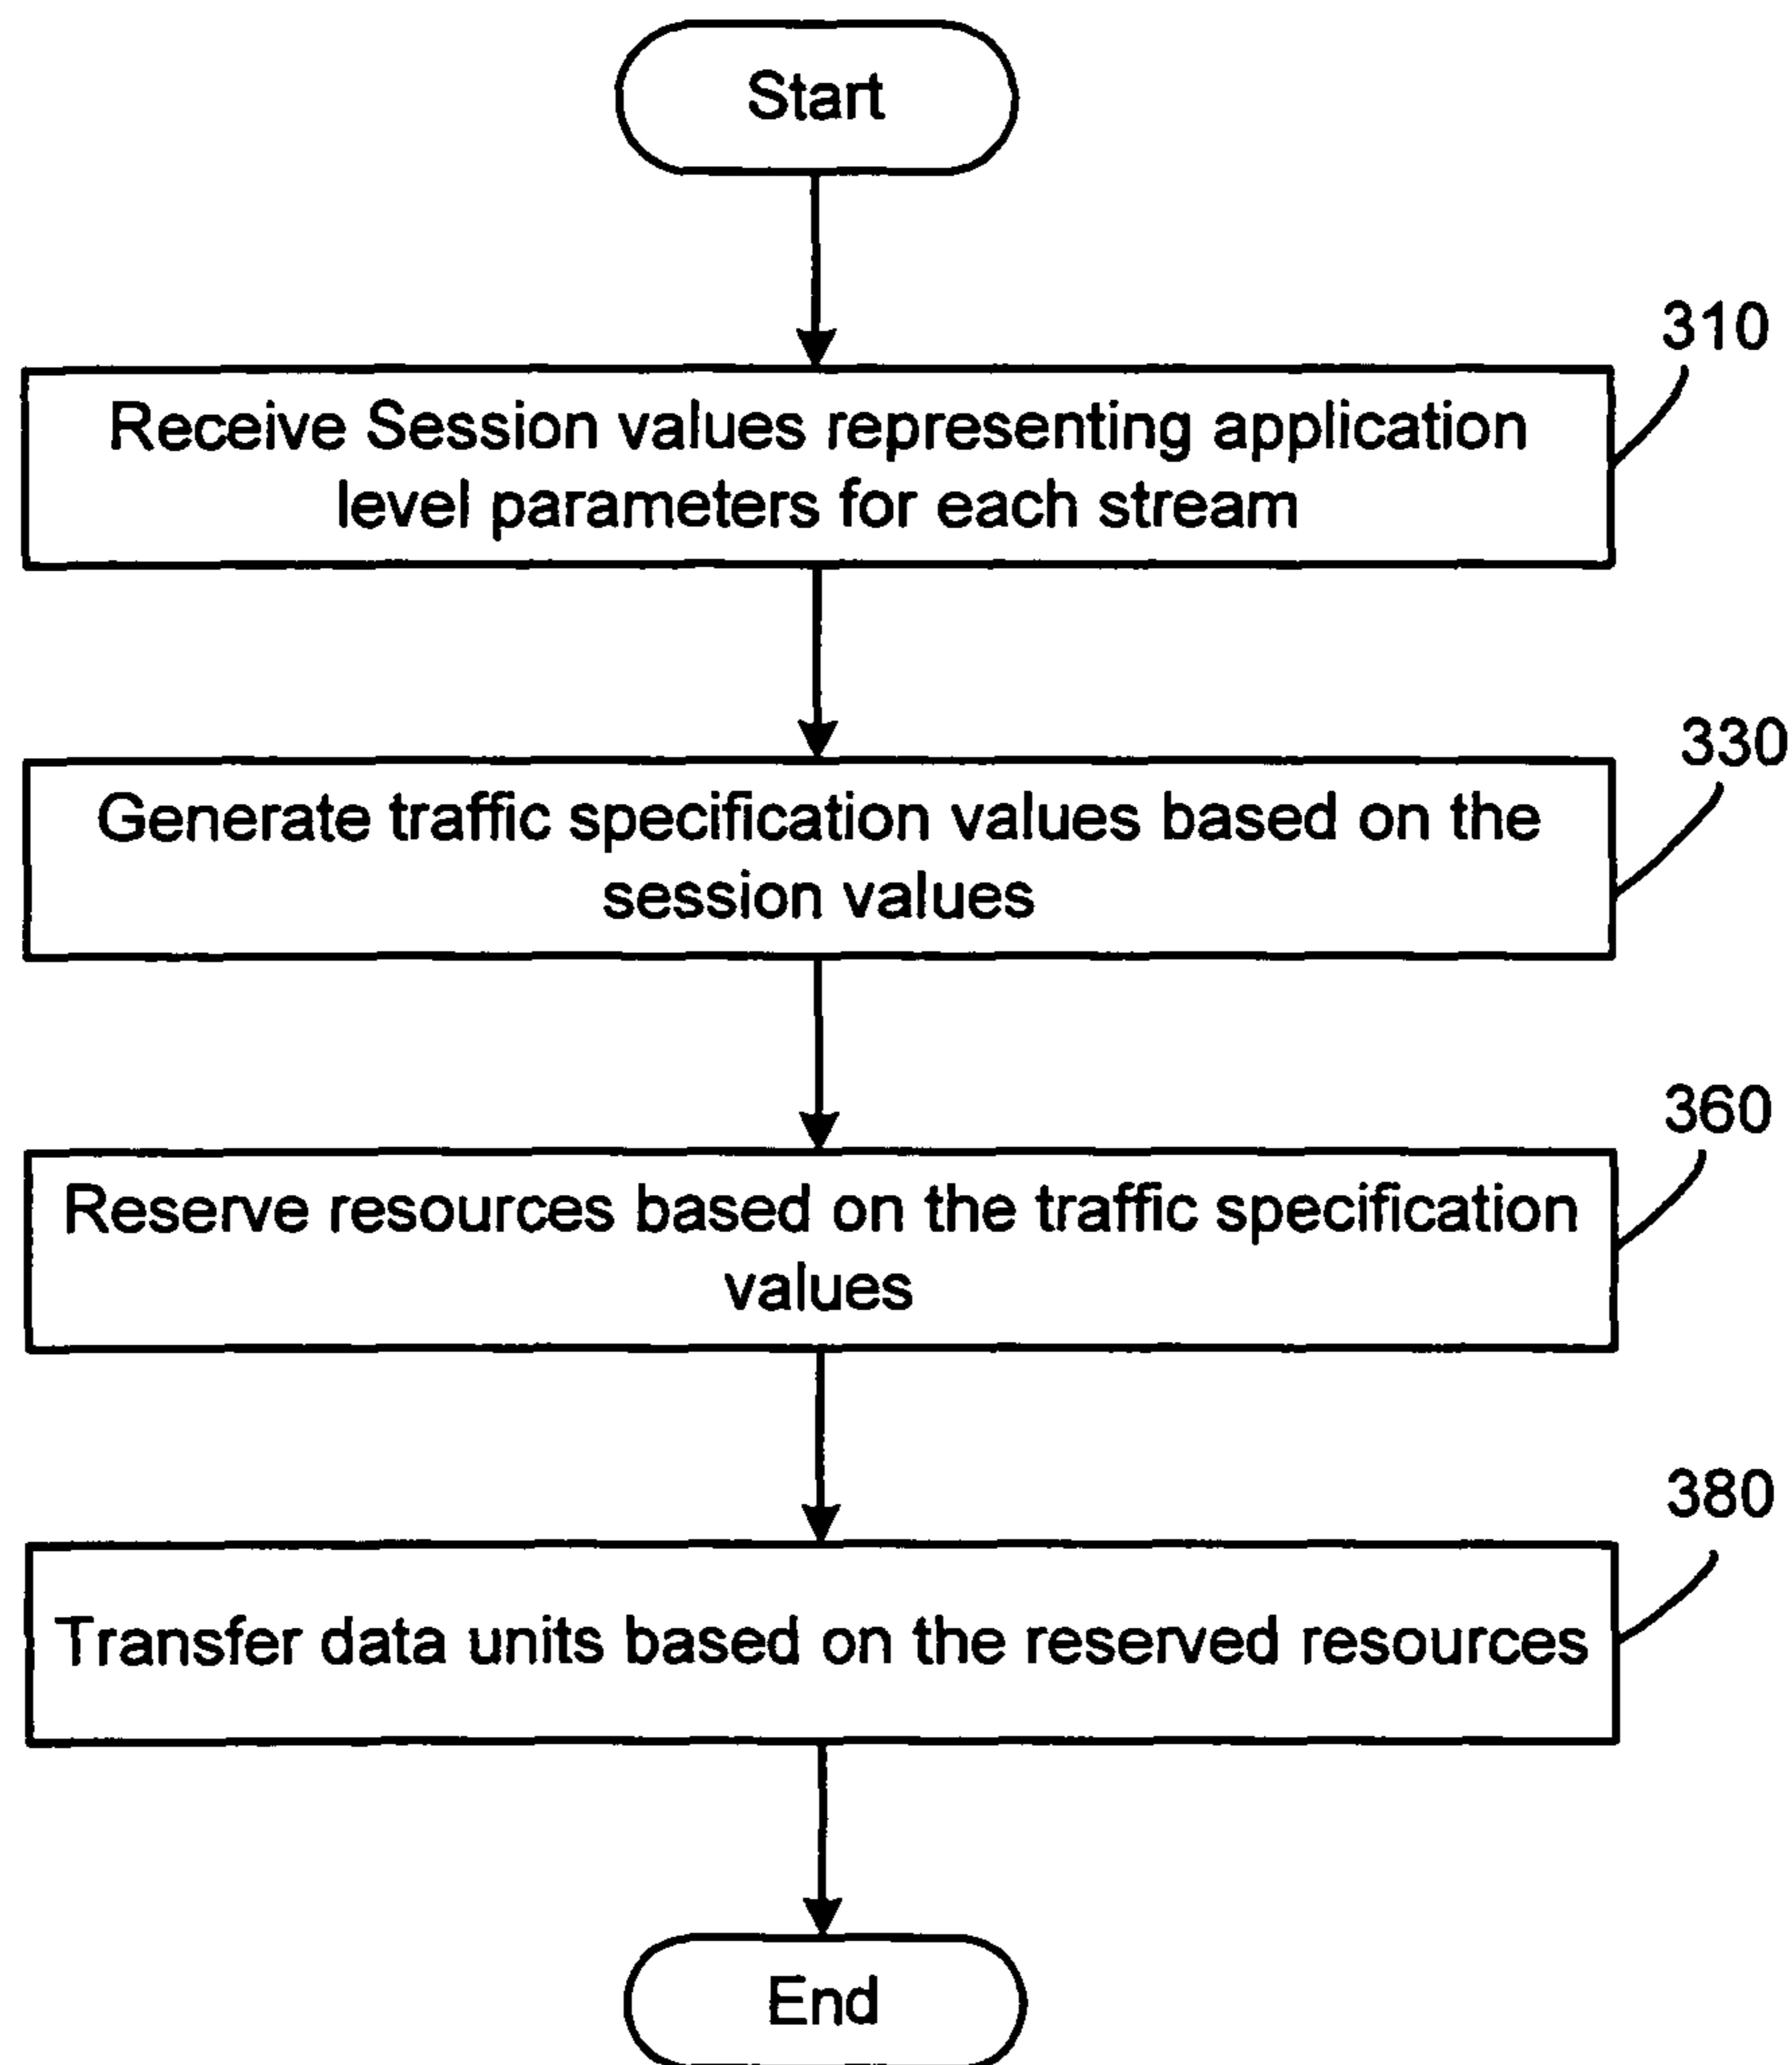 Start
310
Receive Session values representing application
level parameters for each stream
330
Generate traffic specification values based on the
session values
360
Reserve resources based on the traffic specification
values
380
Transfer data units based on the reserved resources
End